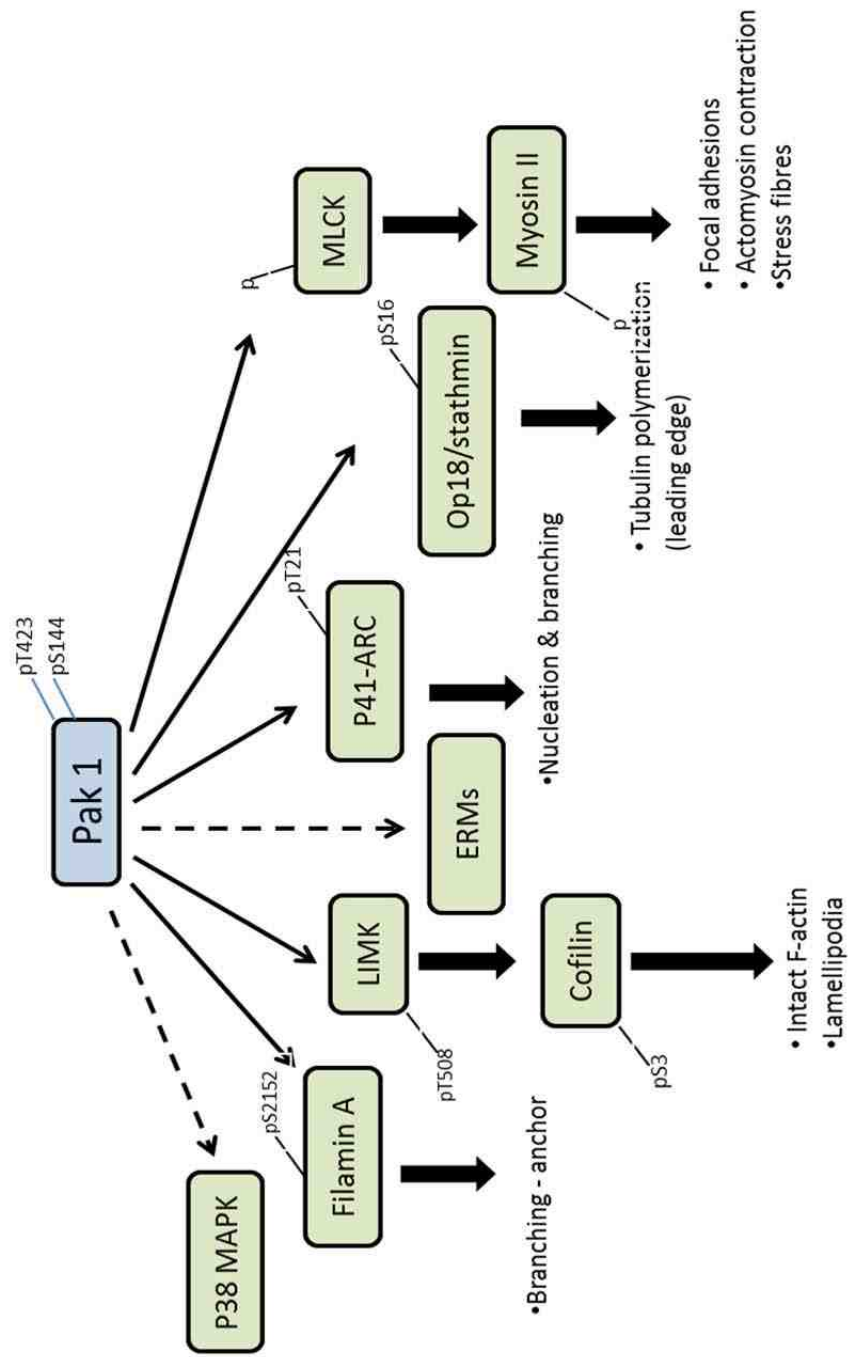 pT423
pS144
Pak 1
P38 MAPK
pS2152
Filamin A
•Branching - anchor
LIMK
pT508
Cofilin
pS3
• Intact F-actin
•Lamellipodia
ERMs
pT21
P41-ARC
•Nucleation & branching
pS16
Op18/stathmin
• Tubulin polymerization
(leading edge)
p
MLCK
Myosin II
p
• Focal adhesions
• Actomyosin contraction
•Stress fibres